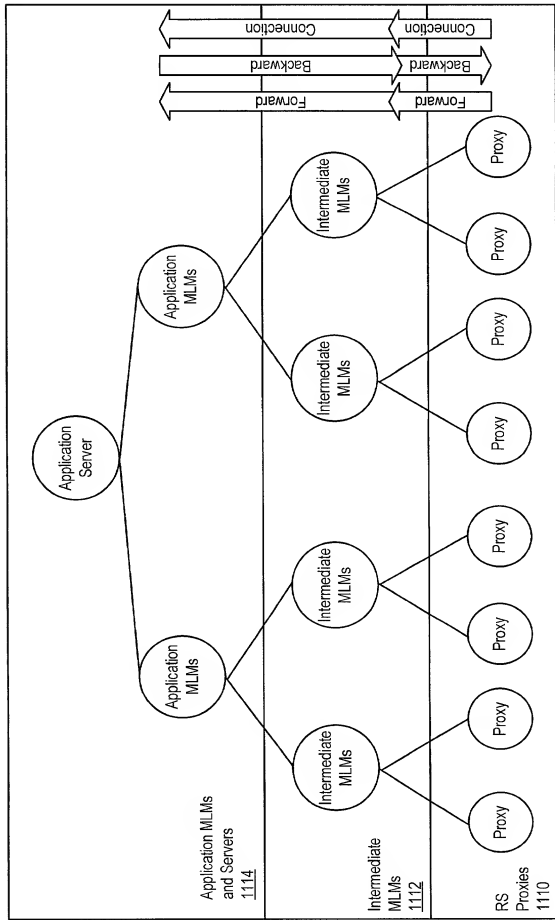 Application
Server
Application
MLMs
Application
MLMs
Application MLMs
and Servers
1114
Connection
Backward
Forward
Intermediate
MLMs
1112
Intermediate
MLMs
Intermediate
MLMs
Intermediate
MLMs
Intermediate
MLMs
Connection
Backward
Forward
RS
Proxies
1110
Proxy
Proxy
Proxy
Proxy
Proxy
Proxy
Proxy
Proxy